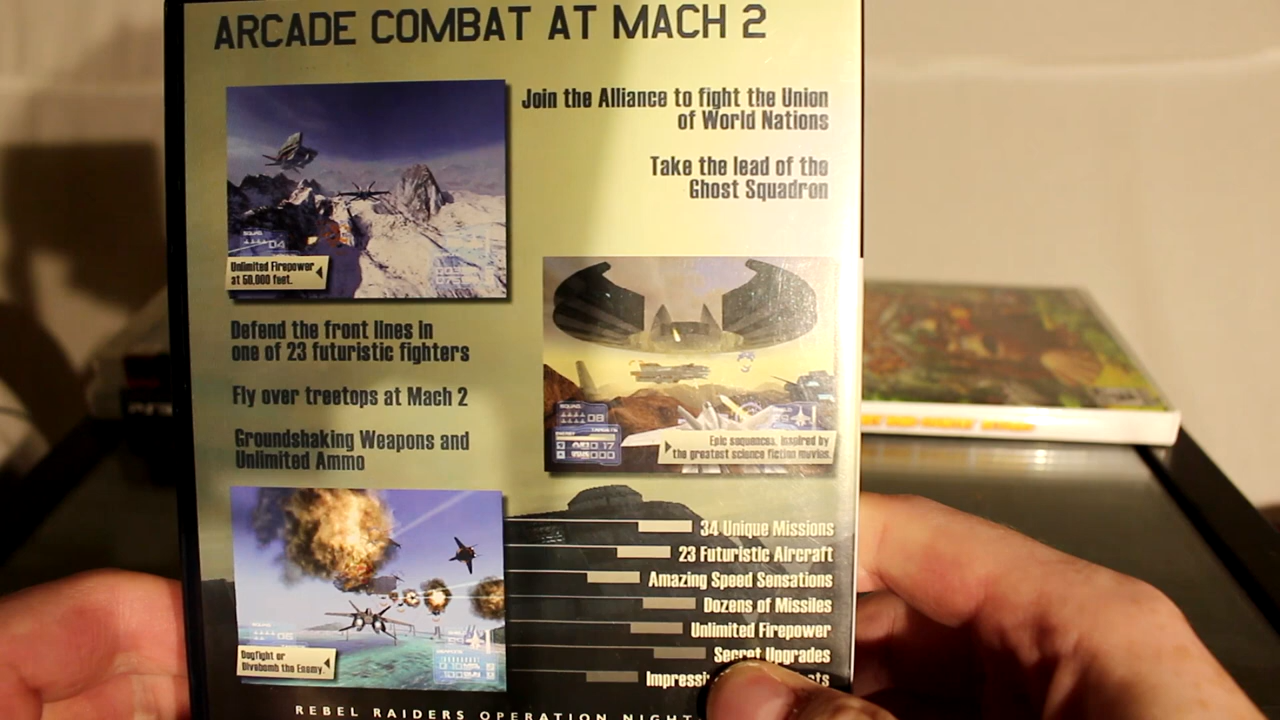 ARCADE COMBAT AT MACH 2
Join the Alliance to fight the Union
of World Nations
Take the lead of the
Ghost Squadron
Unlimited Firepower
at 50,000 feet.
Defend the front lines in
one of 23 futuristic fighters
Fly over treetops at Mach 2
Groundshaking Weapons and
Unlimited Ammo
Epic sequences, inspired by
the greatest science fiction movies.
Dogfight or
Divebomb the Enemy
34 Unique Missions
23 Futuristic Aircraft
Amazing Speed Sensations
Dozens of Missiles
Unlimited Firepower
Secret Upgrades
REBEL RAIDERS OPERATION NIGHT